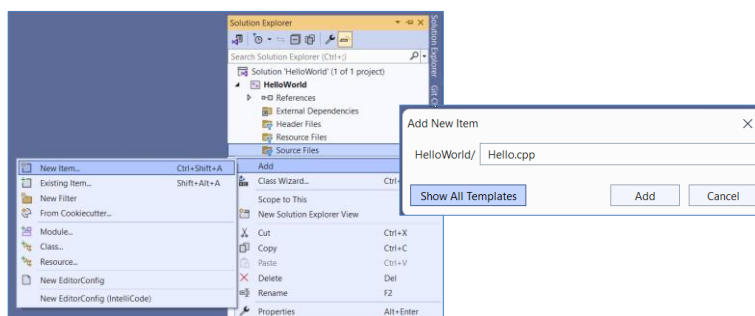 Solution Explorer
Search Solution Explorer (Ctrl+;)
Solution 'HelloWorld' (1 of 1 project)
HelloWorld
References
External Dependencies
Header Files
Resource Files
Source Files
Solution Explorer
Add
Class Wizard...
Scope to This
New Solution Explorer View
Cut Ctrl+X
Copy Ctrl+C
Paste Ctrl+V
Delete Del
Rename F2
Properties Alt+Enter
New Item... Ctrl+Shift+A
Existing Item... Shift+Alt+A
New Filter
From Cookiecutter...
Module...
Class...
Resource...
New EditorConfig
New EditorConfig (IntelliCode)
Add New Item
HelloWorld/ Hello.cpp
Show All Templates Add Cancel